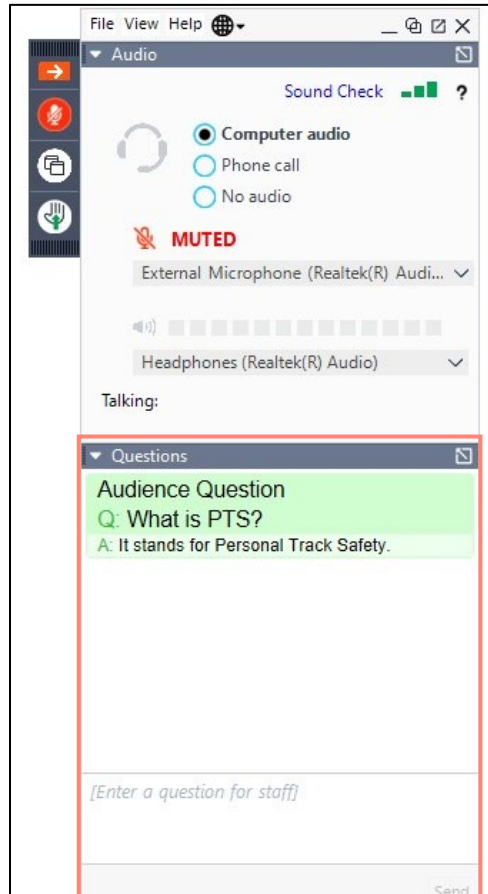 File View Help
Audio
Sound Check ?
Computer audio
Phone call
No audio
MUTED
External Microphone (Realtek(R) Audi...
Headphones (Realtek(R) Audio)
Talking:
Questions
Audience Question
Q: What is PTS?
A: It stands for Personal Track Safety.
[Enter a question for staff]
Send